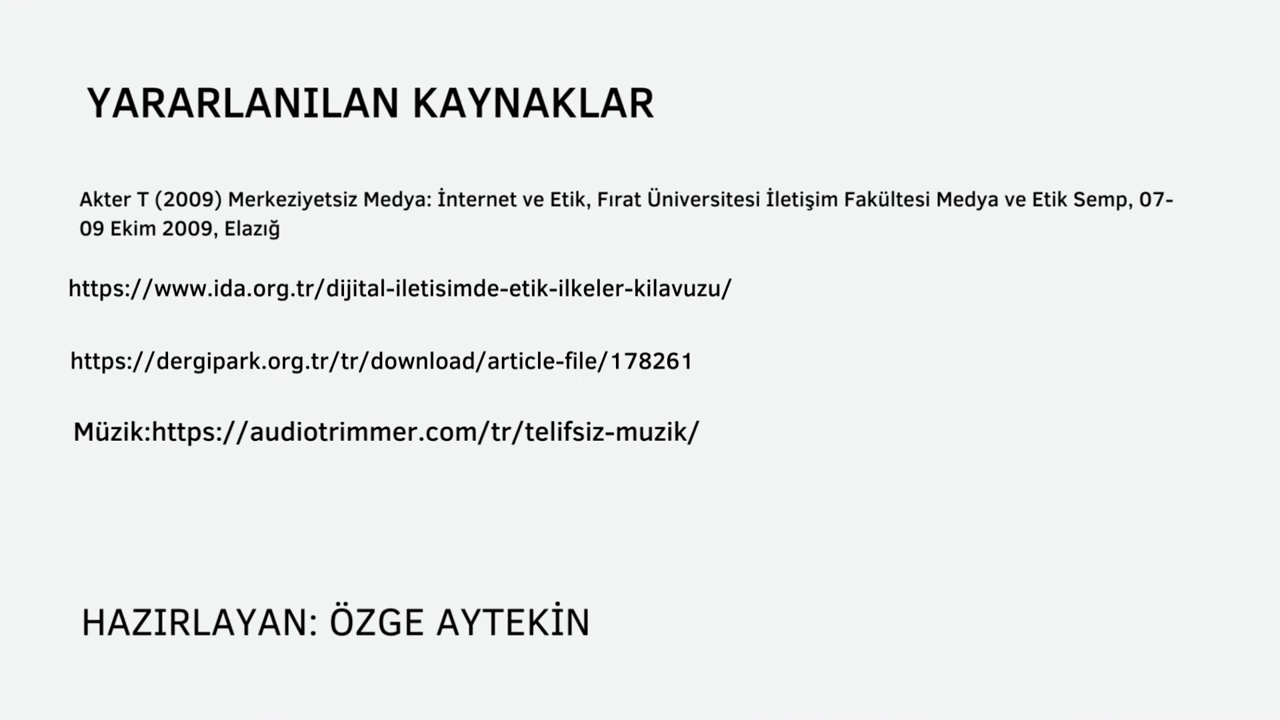 YARARLANILAN KAYNAKLAR
Akter T (2009) Merkeziyetsiz Medya: İnternet ve Etik, Fırat Üniversitesi İletişim Fakültesi Medya ve Etik Semp, 07-
09 Ekim 2009, Elazığ
https://www.ida.org.tr/dijital-iletisimde-etik-ilkeler-kilavuzu/
https://dergipark.org.tr/tr/download/article-file/178261
Müzik:https://audiotrimmer.com/tr/telifsiz-muzik/
HAZIRLAYAN: ÖZGE AYTEKİN